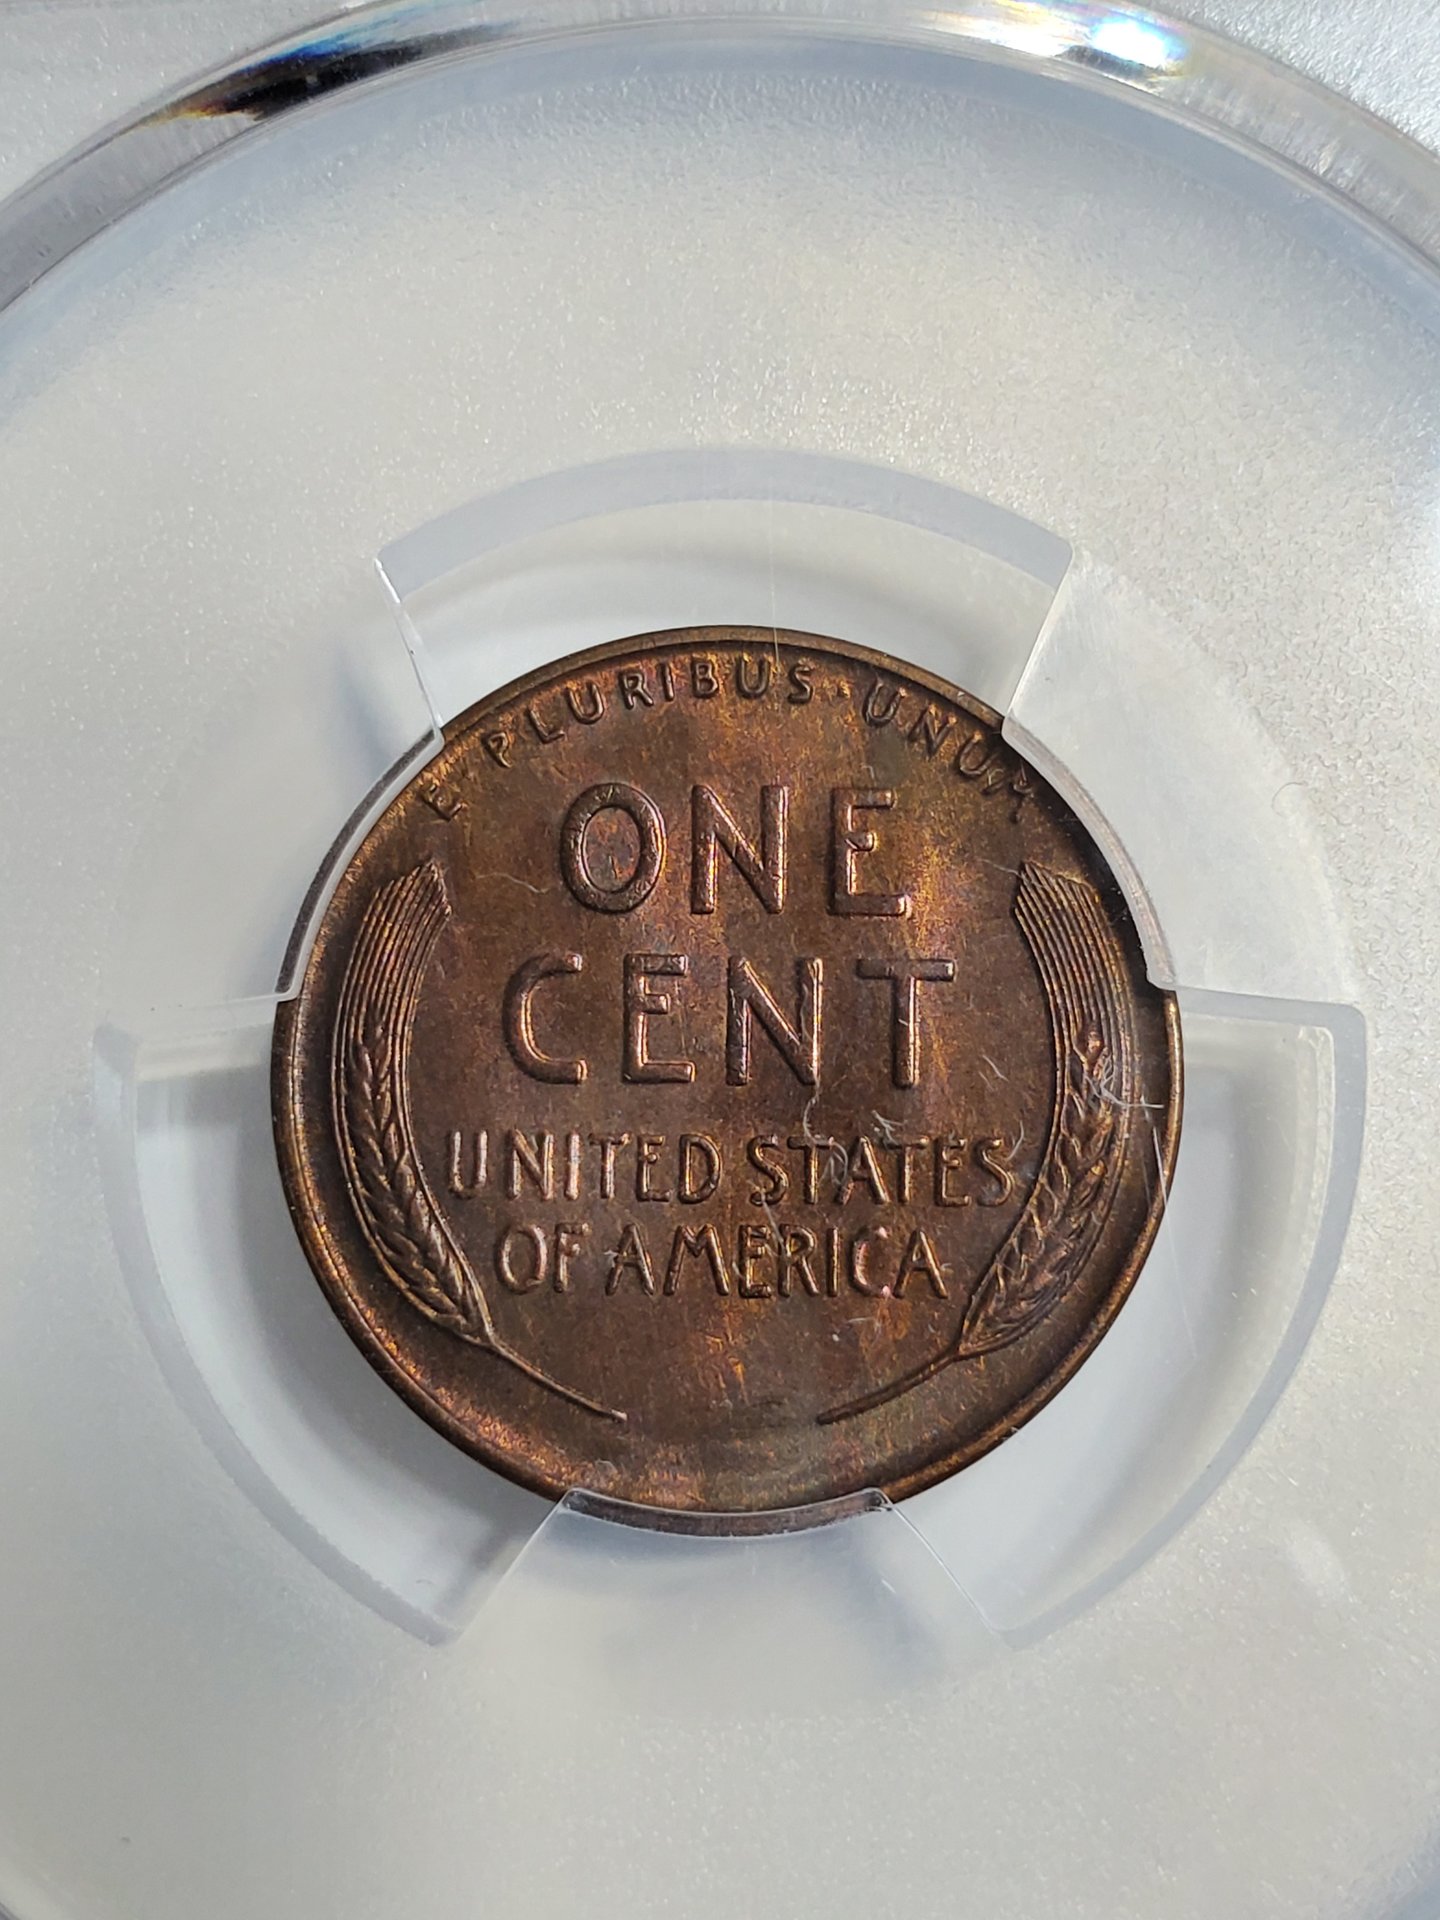 E · PLURIBUS · UNUM
ONE
CENT
UNITED STATES
OF AMERICA